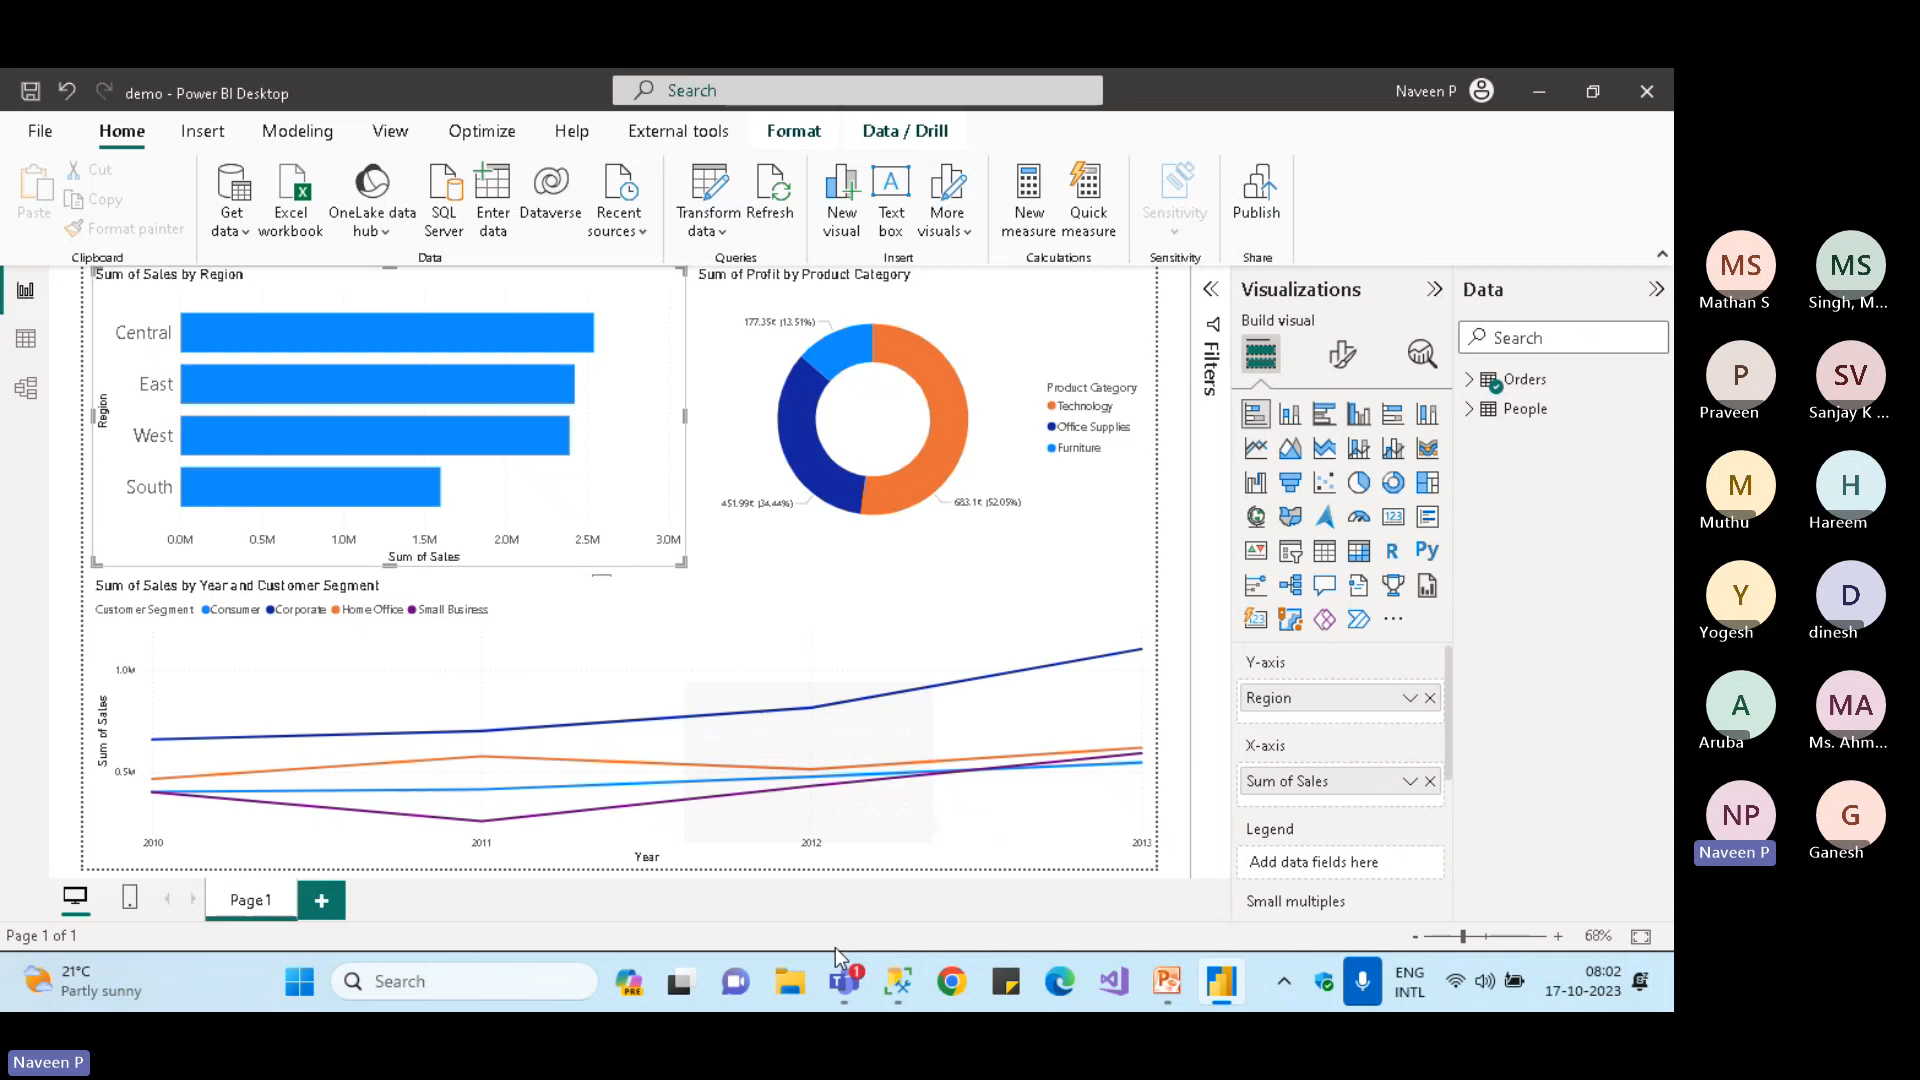 demo - Power BI Desktop
Search
Naveen P
File Home Insert Modeling View Optimize Help External tools Format Data / Drill
Paste
Cut
Copy
Format painter
Clipboard
Get data
Excel workbook
OneLake data hub
SQL Server
Enter data
Dataverse
Recent sources
Data
Transform data
Refresh
Queries
New visual
Text box
More visuals
Insert
New measure
Quick measure
Calculations
Sensitivity
Sensitivity
Publish
Share
Sum of Sales by Region
Region
Central
East
West
South
0.0M 0.5M 1.0M 1.5M 2.0M 2.5M 3.0M
Sum of Sales
Sum of Profit by Product Category
177.35K (13.51%)
451.99K (34.44%)
683.1K (52.05%)
Product Category
Technology
Office Supplies
Furniture
Sum of Sales by Year and Customer Segment
Customer Segment Consumer Corporate Home Office Small Business
Sum of Sales
1.0M
0.5M
2010 2011 2012 2013
Year
Filters
Visualizations
Build visual
123
R Py
123
Y-axis
Region
X-axis
Sum of Sales
Legend
Add data fields here
Small multiples
Data
Search
Orders
People
Page 1
Page 1 of 1
- + 68%
21°C
Partly sunny
Search
PRE
1
ENG
INTL
08:02
17-10-2023
MS
Mathan S
MS
Singh, M...
P
Praveen
SV
Sanjay K ...
M
Muthu
H
Hareem
Y
Yogesh
D
dinesh
A
Aruba
MA
Ms. Ahm...
NP
Naveen P
G
Ganesh
Naveen P